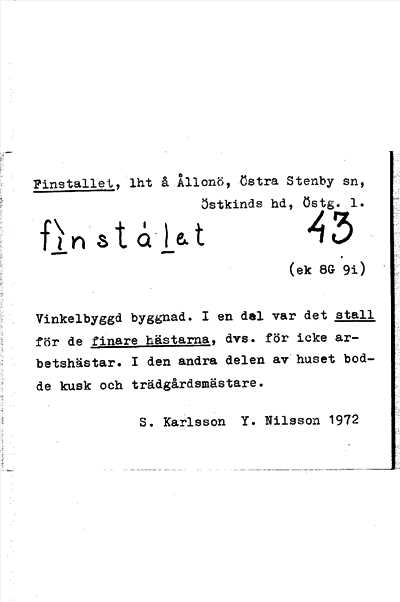 Finstallet, lht å Ållonö, Östra Stenby sn,
Östkinds hd, Östg. l.
fìnstálet 43
(ek 8G 9i)
Vinkelbyggd byggnad. I en del var det stall
för de finare hästarna, dvs. för icke ar-
betshästar. I den andra delen av huset bod-
de kusk och trädgårdsmästare.
S. Karlsson Y. Nilsson 1972